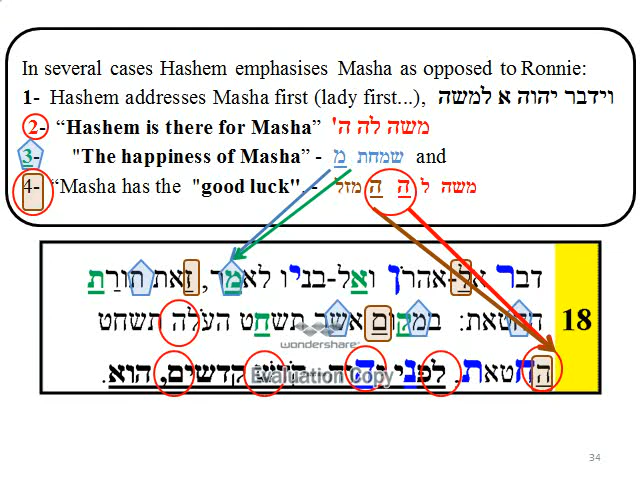 In several cases Hashem emphasises Masha as opposed to Ronnie:
1- Hashem addresses Masha first (lady first...), וידבר יהוה א למשה
2- “Hashem is there for Masha” משה לה ה'
3- "The happiness of Masha” - שמחת מ and
4- “Masha has the "good luck". - משה ל ה ה מזל
דבר אל-אהרן ואל-בניו לאמר, זאת תורת
החטאת: במקום אשר תשחט העלה תשחט
החטאת, לפני יהוה, קדש קדשים, הוא.
18
wondershare
Evaluation Copy
34